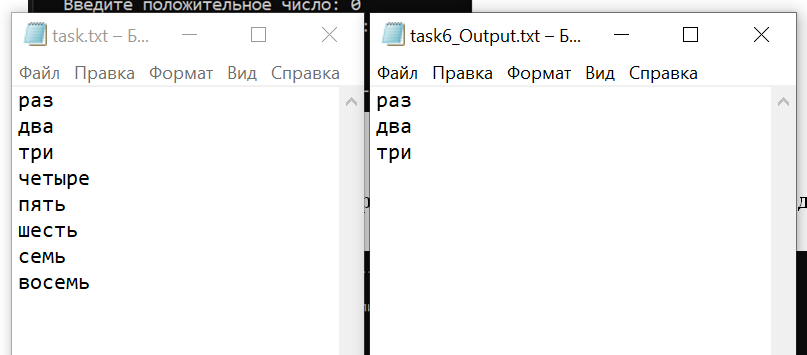 Введите положительное число: 0
task.txt – Б...
Файл Правка Формат Вид Справка
раз
два
три
четыре
пять
шесть
семь
восемь
task6_Output.txt – Б...
Файл Правка Формат Вид Справка
раз
два
три